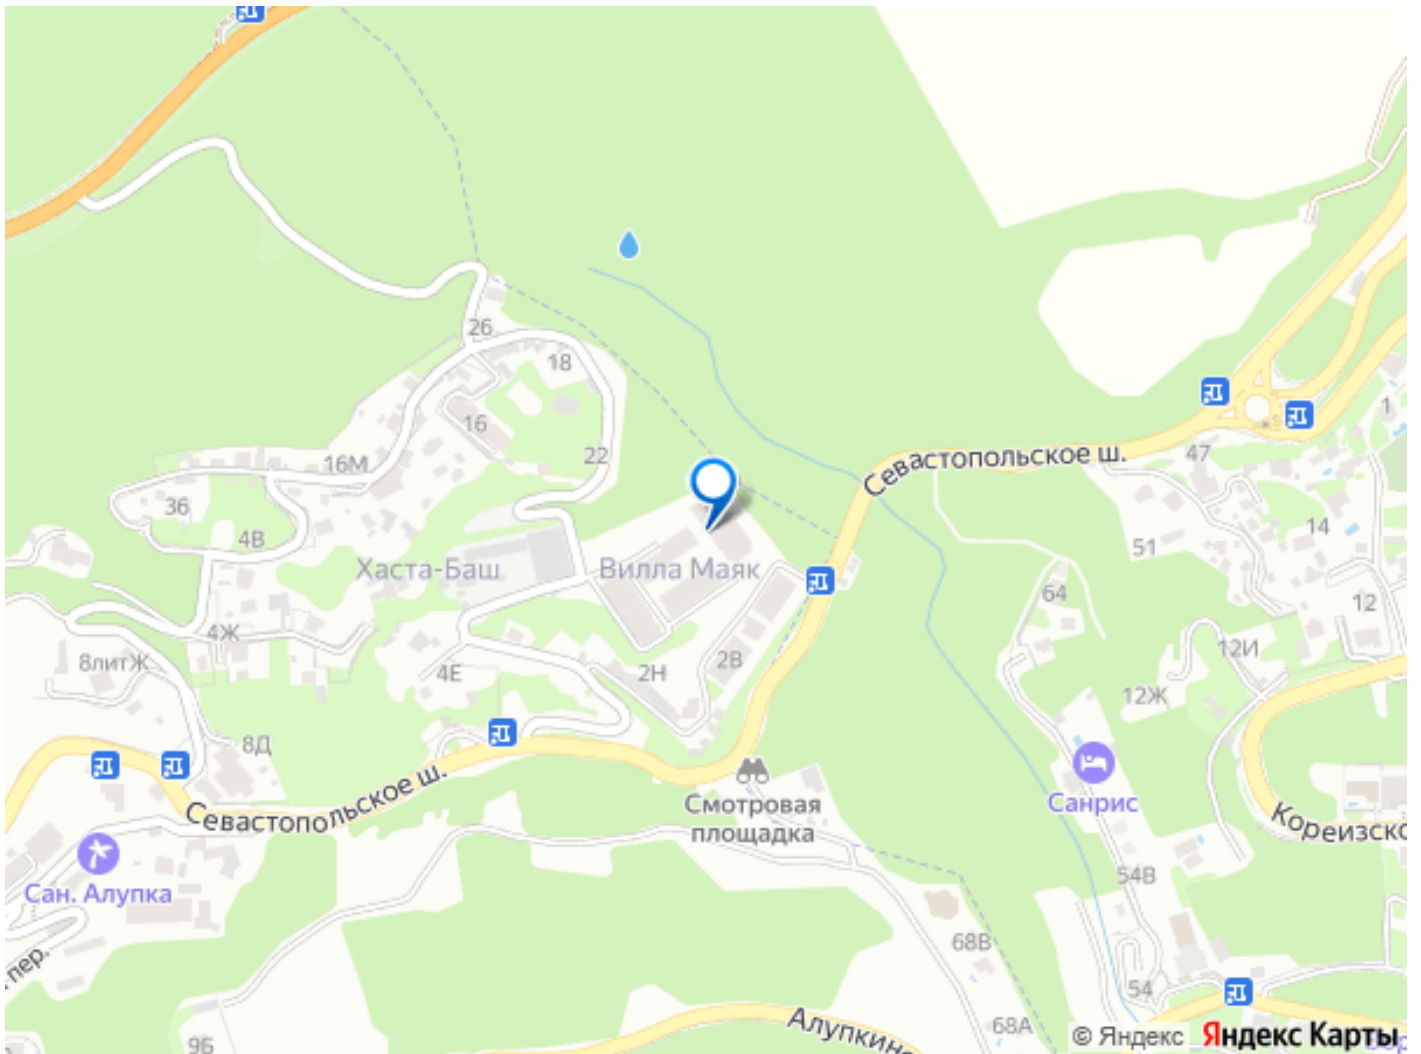 26
18
16
Севастопольское ш.
1
22
16М
47
36
14
4В
51
Хаста-Баш
Вилла Маяк
64
12
4Ж
12И
8литЖ
2В
4Е
2Н
12Ж
8Д
Севастопольское ш.
Смотровая
площадка
Санрис
Кореизско
Сан. Алупка
54В
68В
пер.
54
68А
Алупкинс
9Б
© Яндекс Яндекс Карты